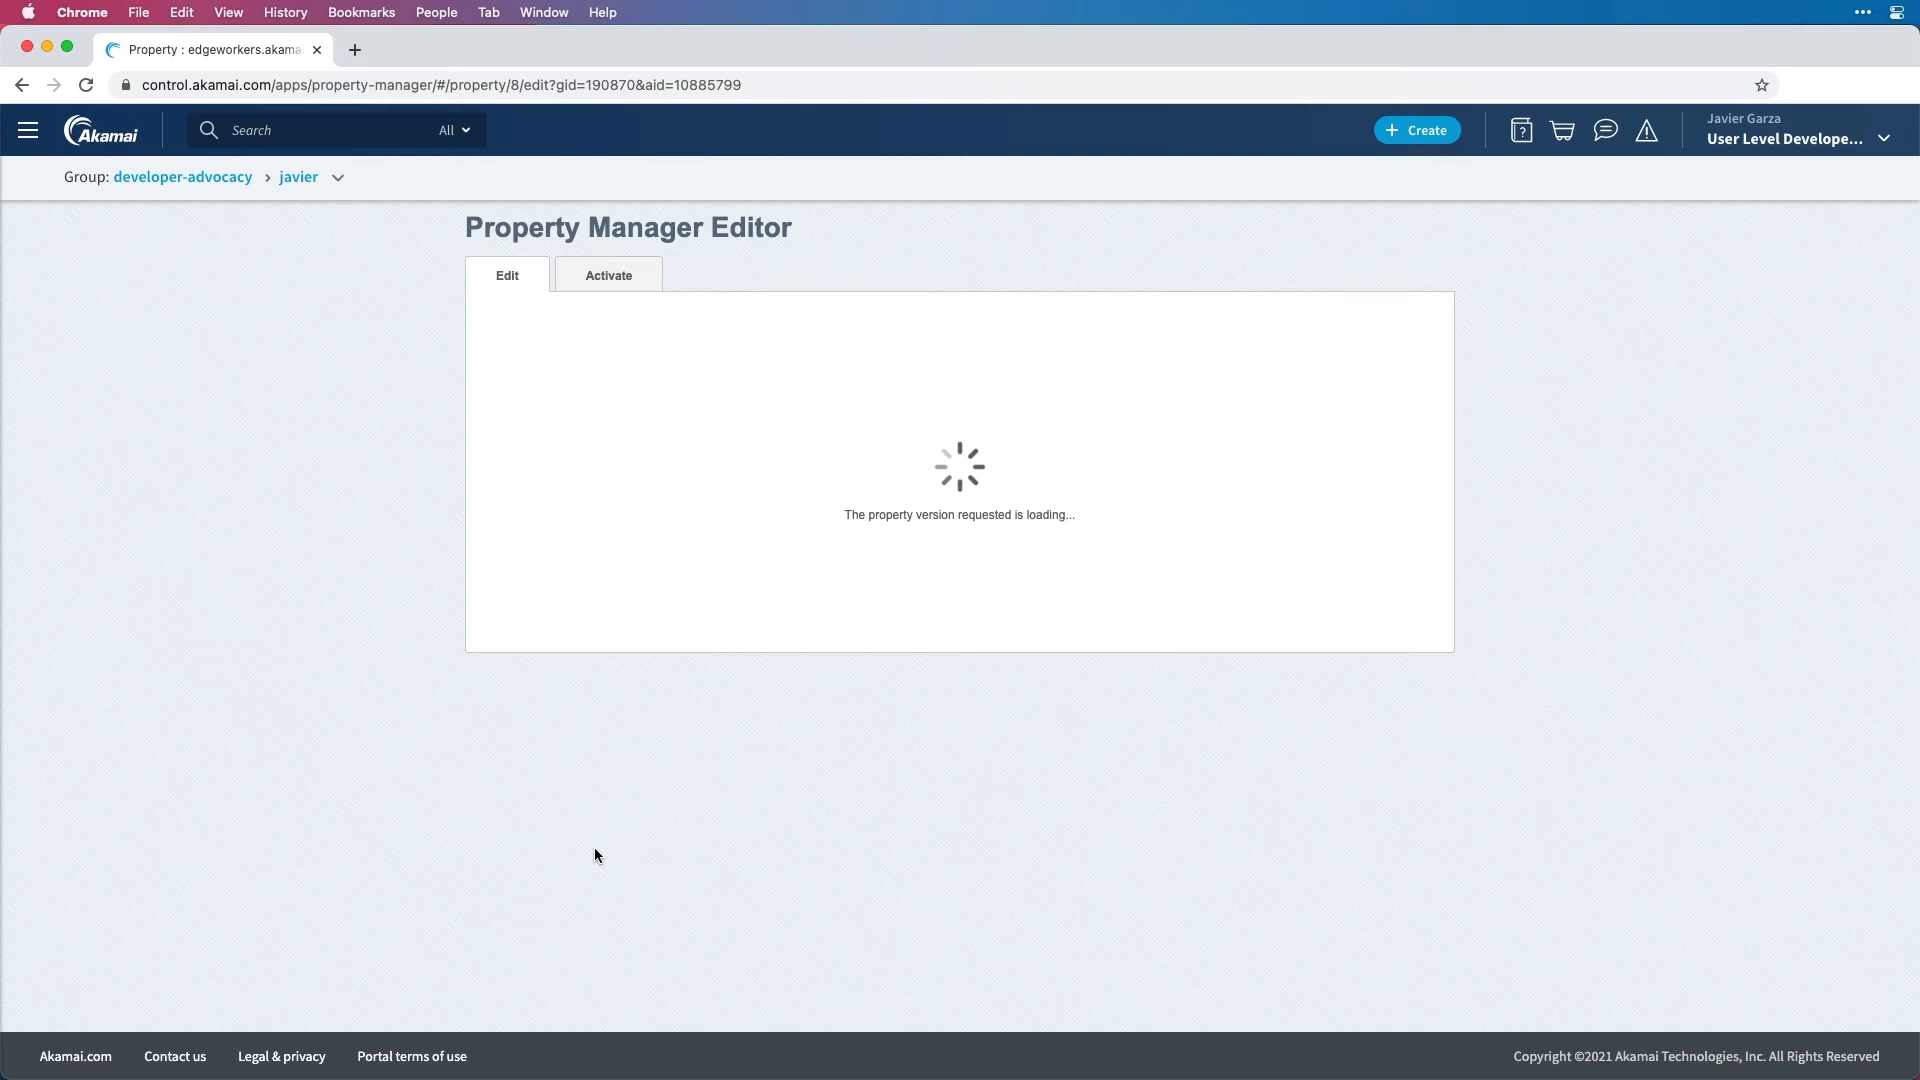 Chrome File Edit View History Bookmarks People Tab Window Help
Property : edgeworkers.akama
control.akamai.com/apps/property-manager/#/property/8/edit?gid=190870&aid=10885799
Akamai
Search
All
+ Create
Javier Garza
User Level Develope...
Group: developer-advocacy > javier
Property Manager Editor
Edit
Activate
The property version requested is loading...
Akamai.com
Contact us
Legal & privacy
Portal terms of use
Copyright ©2021 Akamai Technologies, Inc. All Rights Reserved